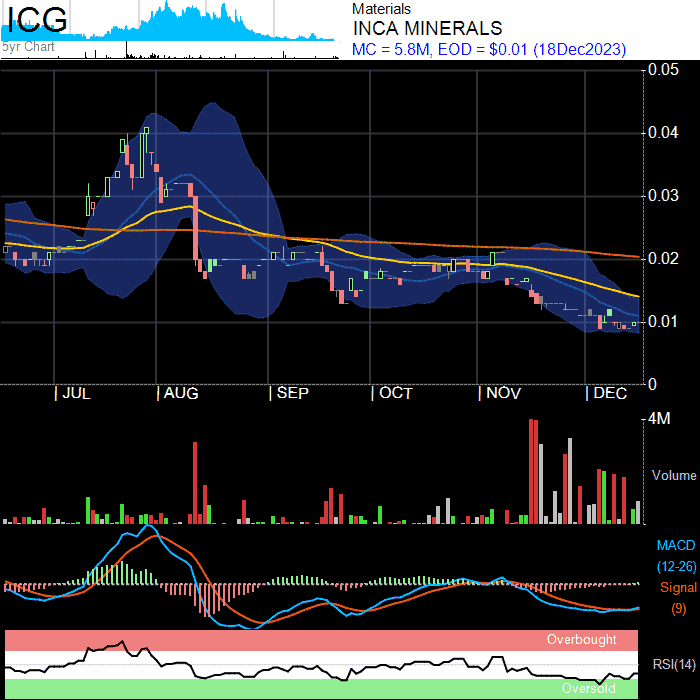 ICG
5yr Chart
Materials
INCA MINERALS
MC = 5.8M, EOD = $0.01 (18Dec2023)
0.05
0.04
0.03
0.02
0.01
0
| JUL | AUG | SEP | OCT | NOV | DEC
4M
Volume
MACD
(12-26)
Signal
(9)
Overbought
RSI(14)
Oversold